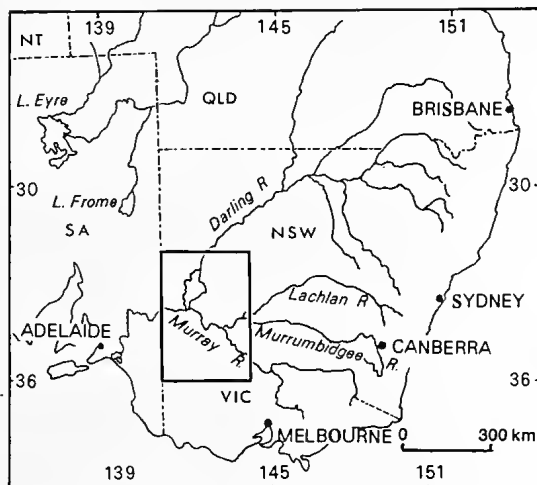 139
145
151
NT
L. Eyre
QLD
BRISBANE
30
30
L. Frome
Darling R
SA
NSW
Lachlan R
SYDNEY
ADELAIDE
Murray R.
Murrumbidgee R.
CANBERRA
36
36
VIC
MELBOURNE
0 300 km
139
145
151